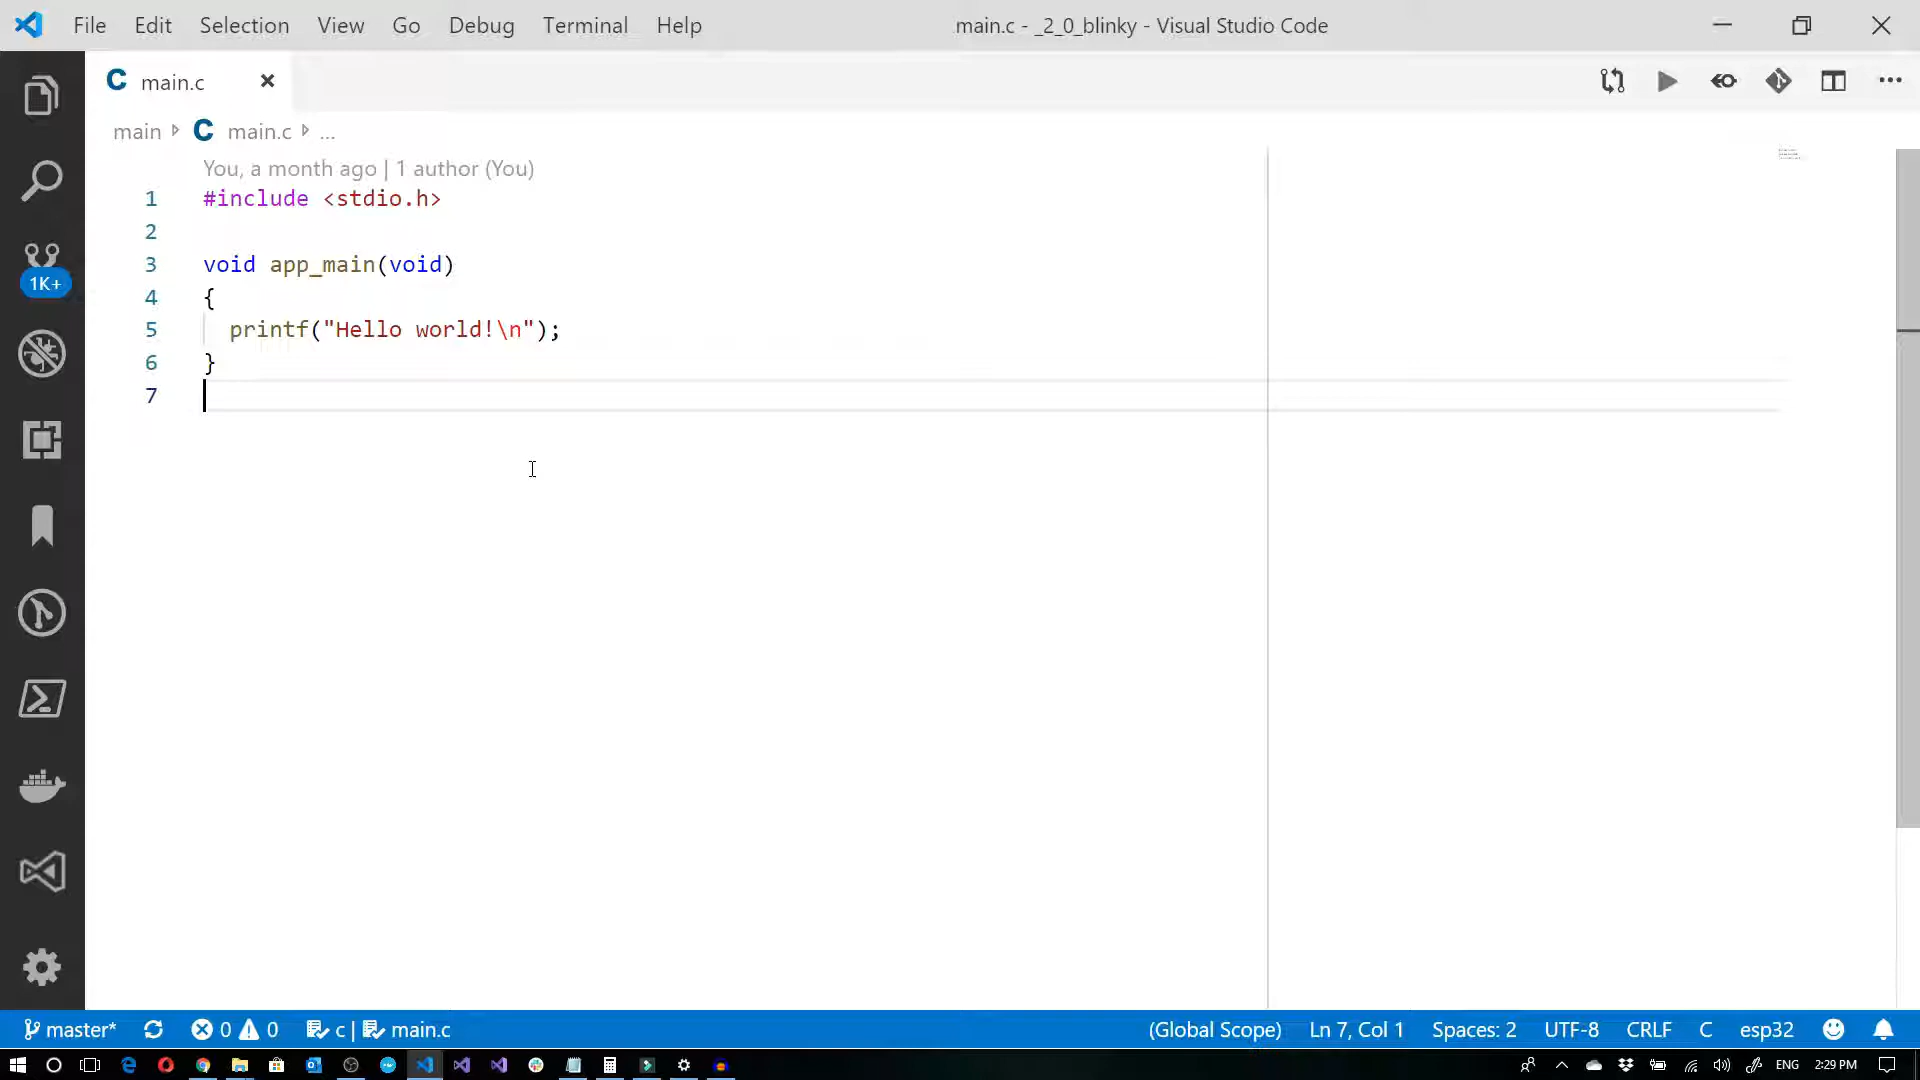 File Edit Selection View Go Debug Terminal Help main.c - _2_0_blinky - Visual Studio Code
C main.c
main C main.c ...
You, a month ago | 1 author (You)
1 #include <stdio.h>
2
3 void app_main(void)
4 {
5 printf("Hello world!\n");
6 }
7
1K+
master* 0 0 c | main.c (Global Scope) Ln 7, Col 1 Spaces: 2 UTF-8 CRLF C esp32
ENG 2:29 PM